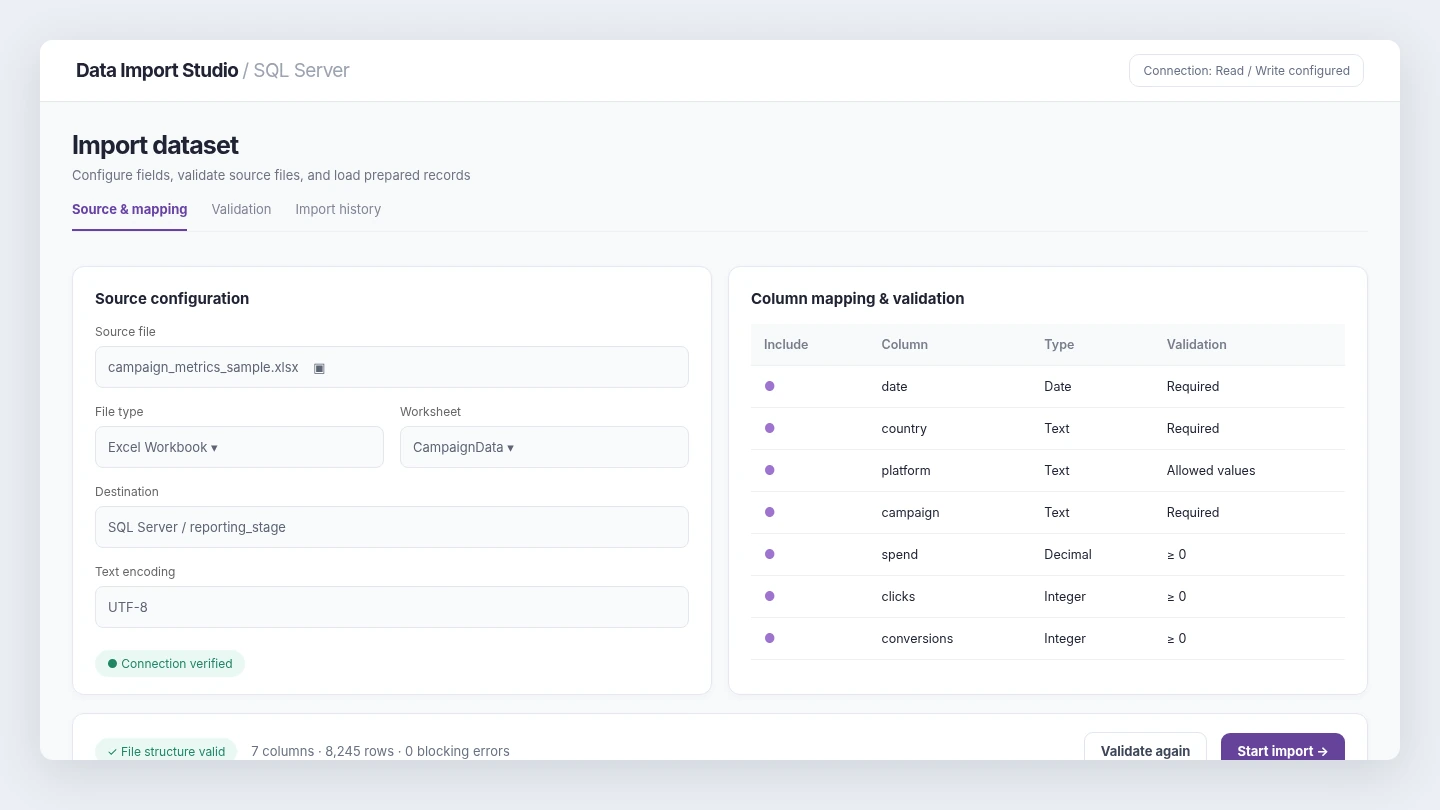 Data Import Studio / SQL Server
Connection: Read / Write configured
Import dataset
Configure fields, validate source files, and load prepared records
Source & mapping
Validation
Import history
Source configuration
Source file
campaign_metrics_sample.xlsx ▣
File type
Worksheet
Excel Workbook ▾
CampaignData ▾
Destination
SQL Server / reporting_stage
Text encoding
UTF-8
● Connection verified
Column mapping & validation
Include Column Type Validation
● date Date Required
● country Text Required
● platform Text Allowed values
● campaign Text Required
● spend Decimal ≥ 0
● clicks Integer ≥ 0
● conversions Integer ≥ 0
✓ File structure valid
7 columns · 8,245 rows · 0 blocking errors
Validate again
Start import →